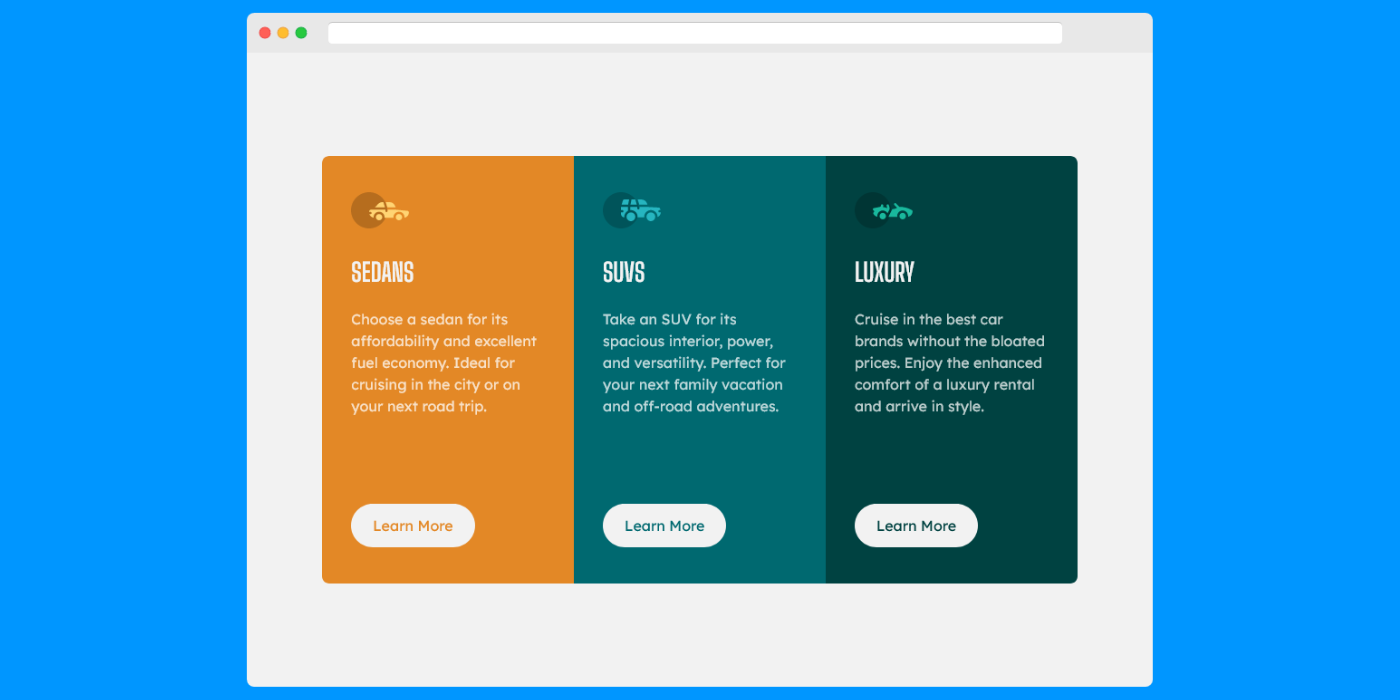 SEDANS
Choose a sedan for its
affordability and excellent
fuel economy. Ideal for
cruising in the city or on
your next road trip.
Learn More
SUVS
Take an SUV for its
spacious interior, power,
and versatility. Perfect for
your next family vacation
and off-road adventures.
Learn More
LUXURY
Cruise in the best car
brands without the bloated
prices. Enjoy the enhanced
comfort of a luxury rental
and arrive in style.
Learn More